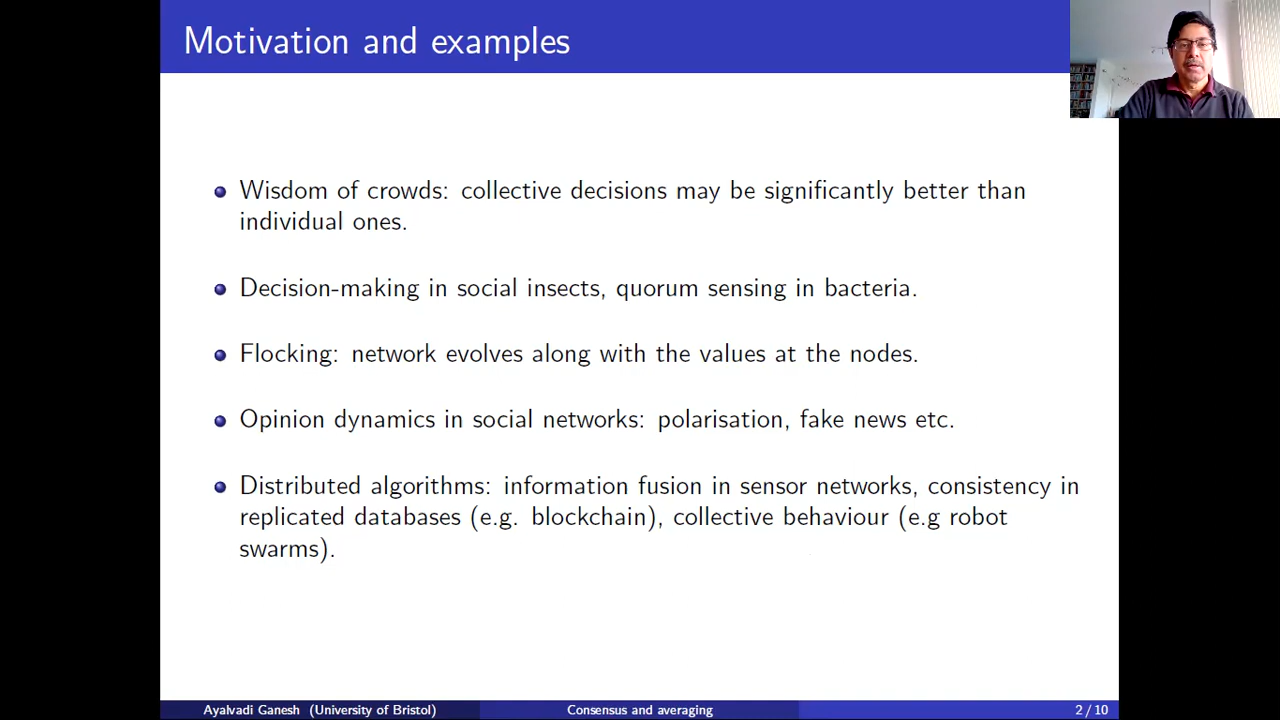 Motivation and examples
Wisdom of crowds: collective decisions may be significantly better than
individual ones.
Decision-making in social insects, quorum sensing in bacteria.
Flocking: network evolves along with the values at the nodes.
Opinion dynamics in social networks: polarisation, fake news etc.
Distributed algorithms: information fusion in sensor networks, consistency in
replicated databases (e.g. blockchain), collective behaviour (e.g robot
swarms).
Ayalvadi Ganesh (University of Bristol) Consensus and averaging 2 / 10